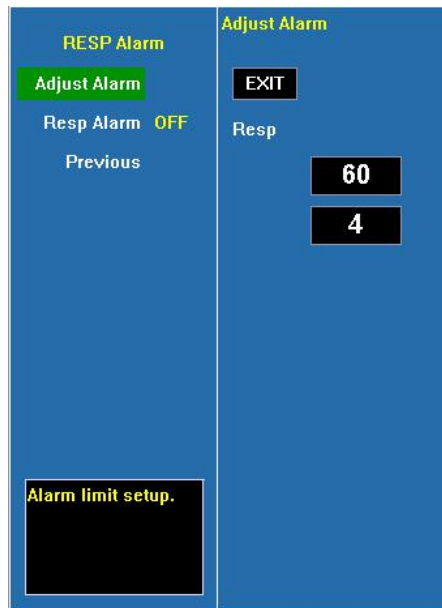 RESP Alarm
Adjust Alarm
Resp Alarm OFF
Previous
Alarm limit setup.
Adjust Alarm
EXIT
Resp
60
4